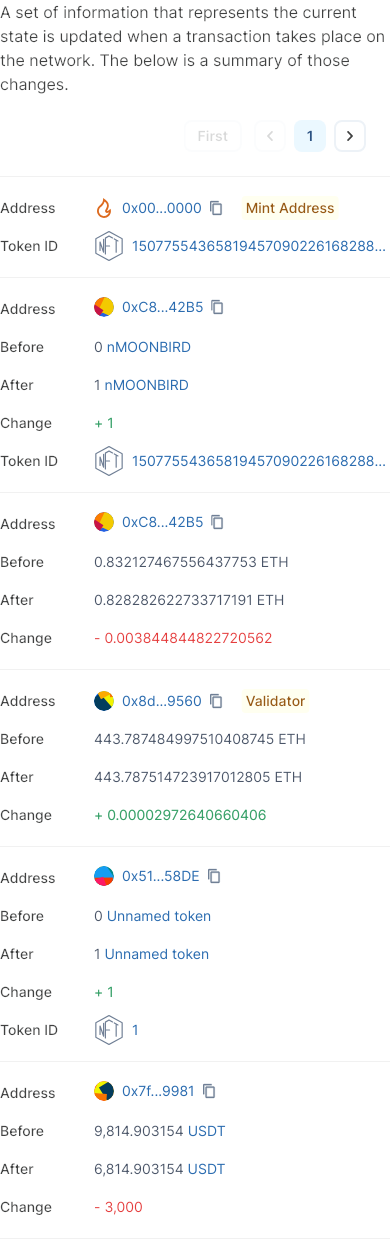 A set of information that represents the current
state is updated when a transaction takes place on
the network. The below is a summary of those
changes.
First 1
Address 0x00...0000 Mint Address
Token ID NFT 15077554365819457090226168288...
Address 0xC8...42B5
Before 0 nMOONBIRD
After 1 nMOONBIRD
Change + 1
Token ID NFT 15077554365819457090226168288...
Address 0xC8...42B5
Before 0.832127467556437753 ETH
After 0.828282622733717191 ETH
Change - 0.003844844822720562
Address 0x8d...9560 Validator
Before 443.787484997510408745 ETH
After 443.787514723917012805 ETH
Change + 0.00002972640660406
Address 0x51...58DE
Before 0 Unnamed token
After 1 Unnamed token
Change + 1
Token ID NFT 1
Address 0x7f...9981
Before 9,814.903154 USDT
After 6,814.903154 USDT
Change - 3,000